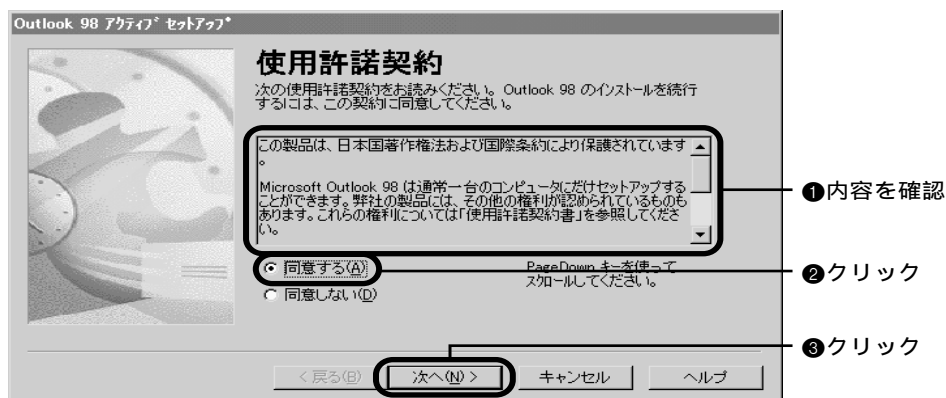 Outlook 98 アクティブ セットアップ
使用許諾契約
次の使用許諾契約をお読みください。Outlook 98 のインストールを続行
するには、この契約に同意してください。
この製品は、日本国著作権法および国際条約により保護されています
。
Microsoft Outlook 98 は通常一台のコンピュータにだけセットアップする
ことができます。弊社の製品には、その他の権利が認められているものも
あります。これらの権利については「使用許諾契約書」を参照してくださ
い。
❶内容を確認
同意する(A)
❷クリック
同意しない(D)
PageDown キーを使って
スクロールしてください。
❸クリック
< 戻る(B)
次へ(N) >
キャンセル
ヘルプ